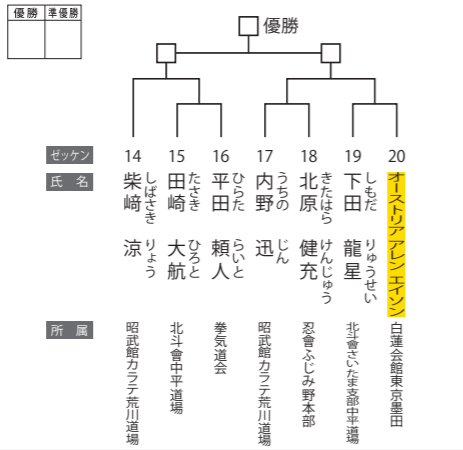 優勝 準優勝
優勝
ゼッケン 14 15 16 17 18 19 20
氏名
柴﨑 涼 しばさき りょう
田崎 大航 たさき ひろと
平田 頼人 ひらた らいと
内野 迅 うちの じん
北原 健充 きたはら けんじゅう
下田 龍星 しもだ りゅうせい
オーストリア アレン エイソン
所属
昭武館カラテ荒川道場
北斗會中平道場
拳気道会
昭武館カラテ荒川道場
忍會ふじみ野本部
北斗會さいたま支部中平道場
白蓮会館東京墨田